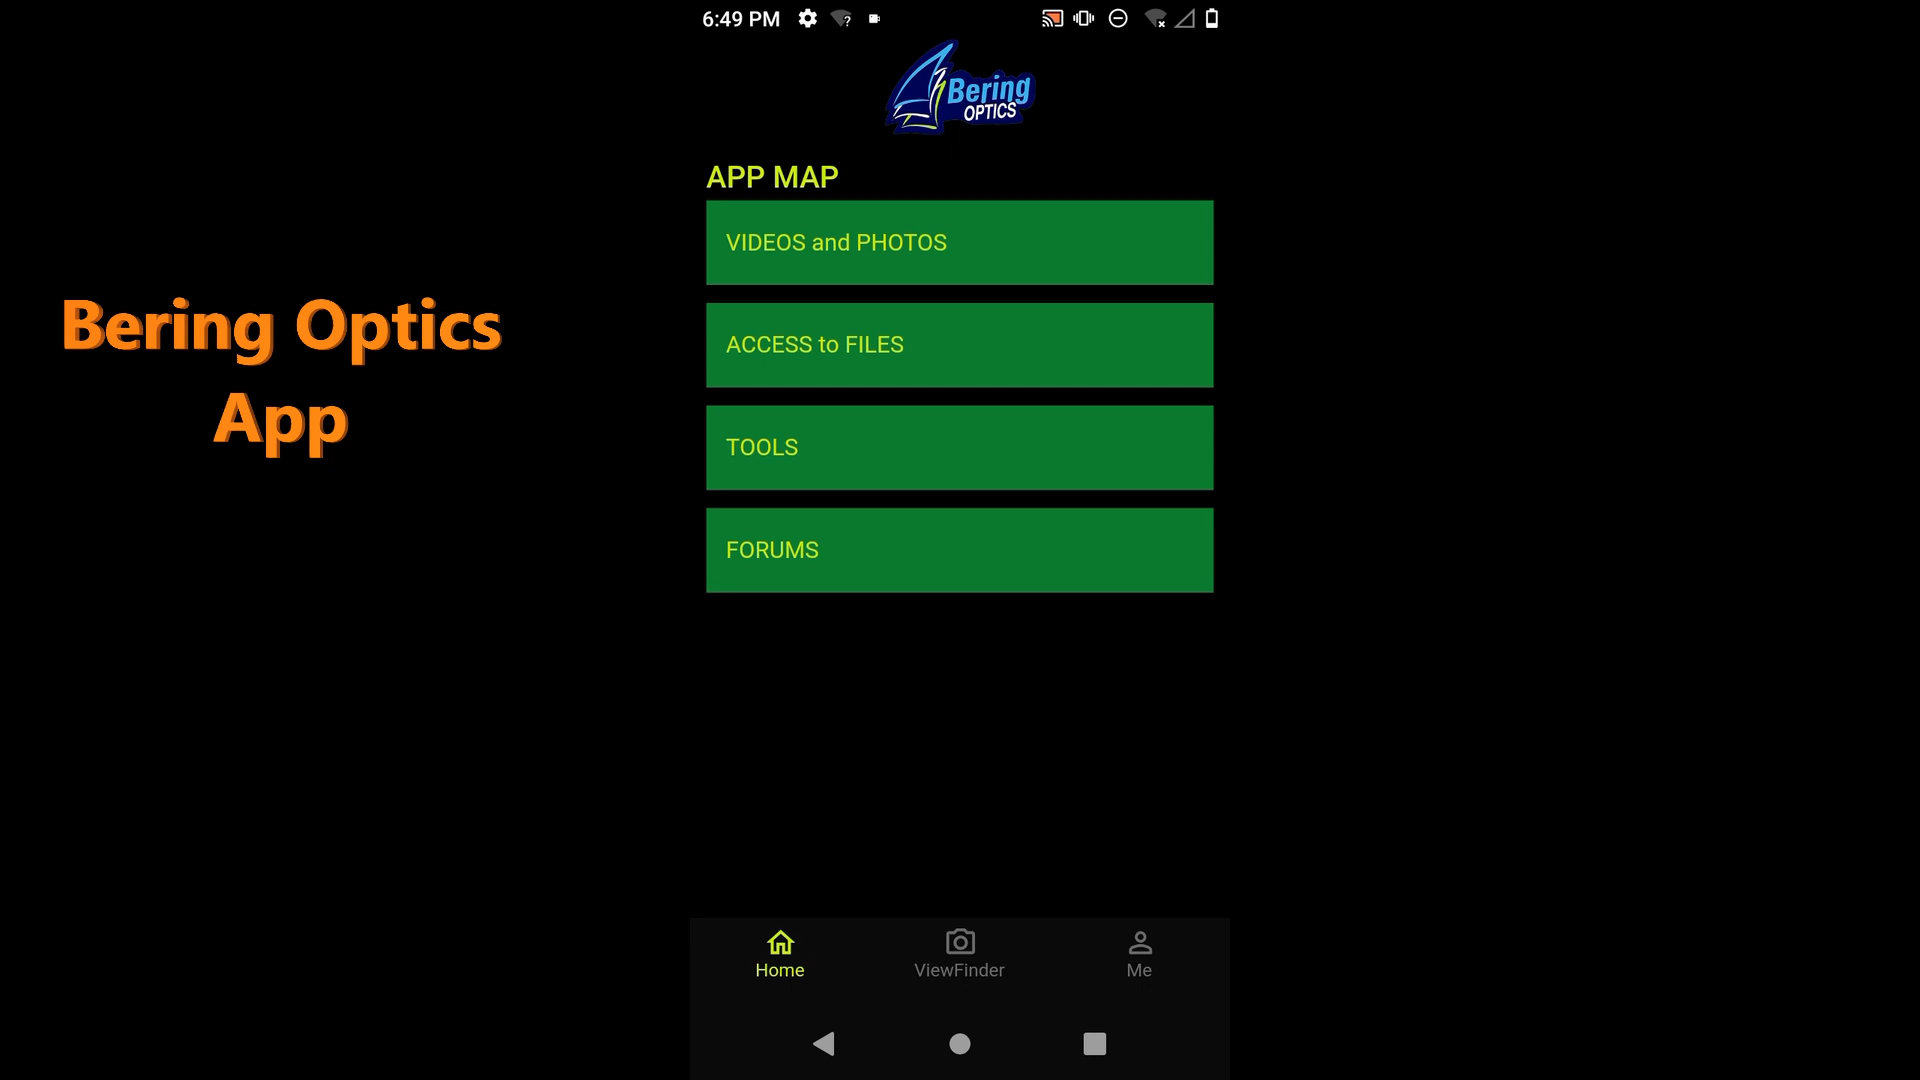 6:49 PM
Bering
OPTICS
APP MAP
VIDEOS and PHOTOS
ACCESS to FILES
TOOLS
FORUMS
Home
ViewFinder
Me
Bering Optics
App